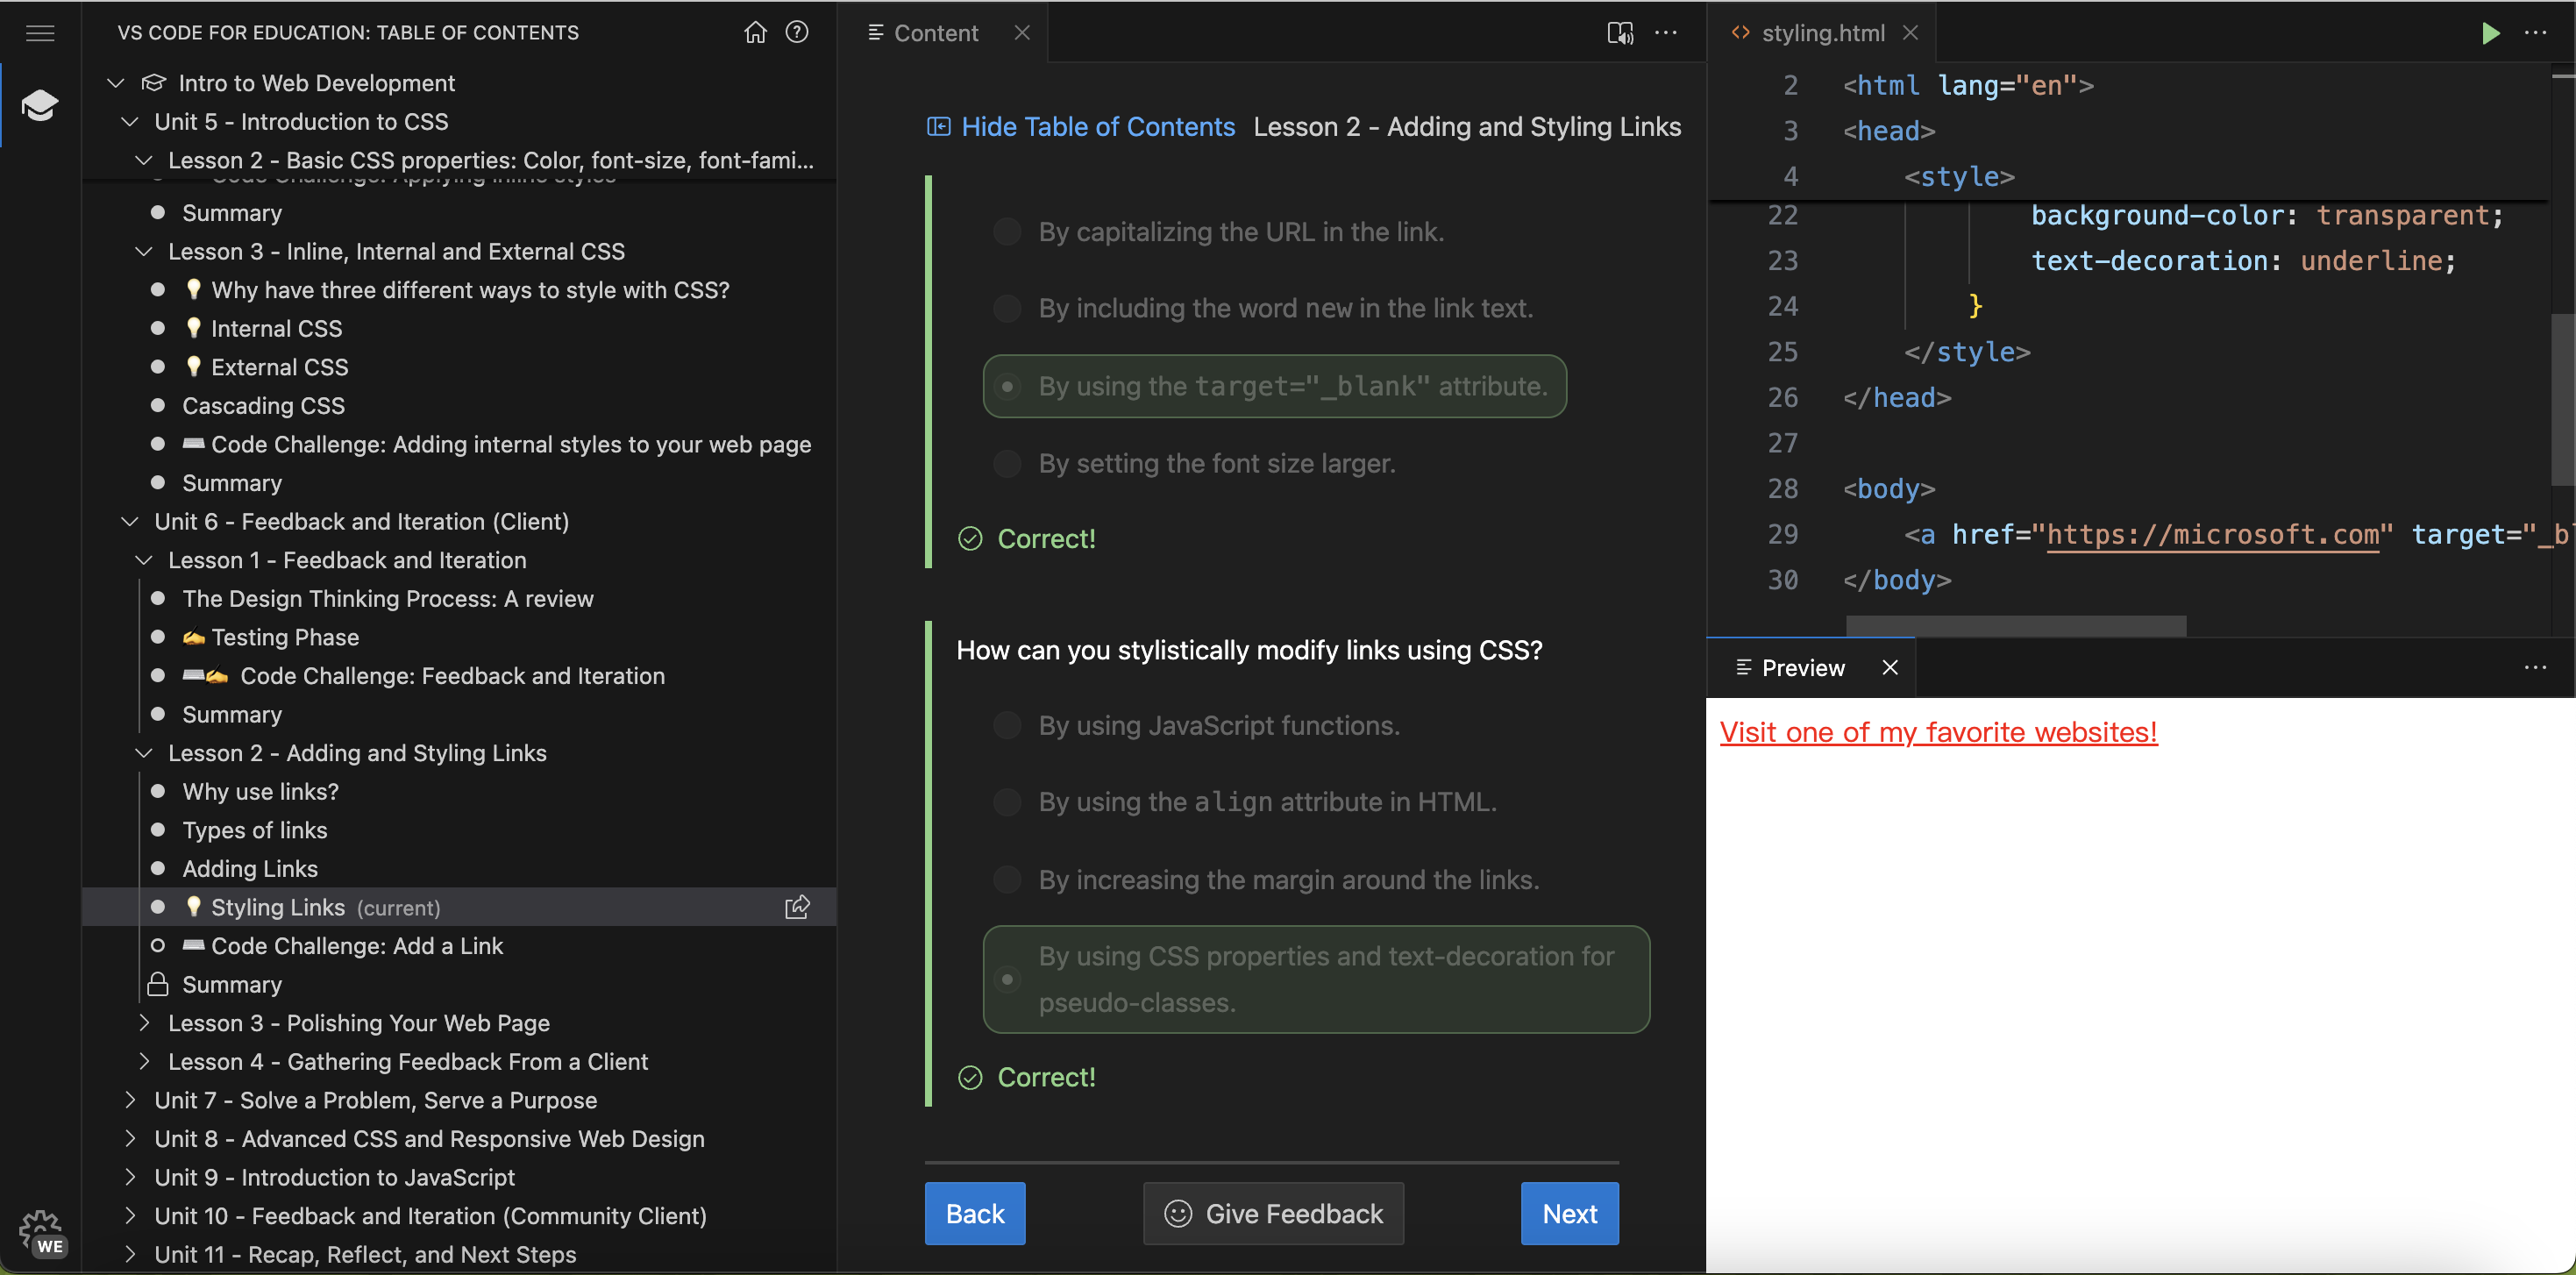 VS CODE FOR EDUCATION: TABLE OF CONTENTS
Intro to Web Development
Unit 5 - Introduction to CSS
Lesson 2 - Basic CSS properties: Color, font-size, font-fami...
Code Challenge: Applying inline styles
Summary
Lesson 3 - Inline, Internal and External CSS
💡 Why have three different ways to style with CSS?
💡 Internal CSS
💡 External CSS
Cascading CSS
⌨️ Code Challenge: Adding internal styles to your web page
Summary
Unit 6 - Feedback and Iteration (Client)
Lesson 1 - Feedback and Iteration
The Design Thinking Process: A review
✍️ Testing Phase
⌨️✍️ Code Challenge: Feedback and Iteration
Summary
Lesson 2 - Adding and Styling Links
Why use links?
Types of links
Adding Links
💡 Styling Links (current)
⌨️ Code Challenge: Add a Link
Summary
Lesson 3 - Polishing Your Web Page
Lesson 4 - Gathering Feedback From a Client
Unit 7 - Solve a Problem, Serve a Purpose
Unit 8 - Advanced CSS and Responsive Web Design
Unit 9 - Introduction to JavaScript
Unit 10 - Feedback and Iteration (Community Client)
Unit 11 - Recap, Reflect, and Next Steps
WE
Content
Hide Table of Contents Lesson 2 - Adding and Styling Links
By capitalizing the URL in the link.
By including the word new in the link text.
By using the target="_blank" attribute.
By setting the font size larger.
Correct!
How can you stylistically modify links using CSS?
By using JavaScript functions.
By using the align attribute in HTML.
By increasing the margin around the links.
By using CSS properties and text-decoration for
pseudo-classes.
Correct!
Back
Give Feedback
Next
styling.html
2 <html lang="en">
3 <head>
4 <style>
22 background-color: transparent;
23 text-decoration: underline;
24 }
25 </style>
26 </head>
27
28 <body>
29 <a href="https://microsoft.com" target="_bl
30 </body>
Preview
Visit one of my favorite websites!